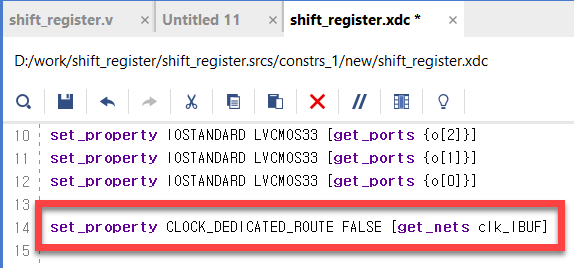 shift_register.v × Untitled 11 × shift_register.xdc * ×
D:/work/shift_register/shift_register.srcs/constrs_1/new/shift_register.xdc
10 set_property IOSTANDARD LVCMOS33 [get_ports {o[2]}]
11 set_property IOSTANDARD LVCMOS33 [get_ports {o[1]}]
12 set_property IOSTANDARD LVCMOS33 [get_ports {o[0]}]
13
14 set_property CLOCK_DEDICATED_ROUTE FALSE [get_nets clk_IBUF]
15